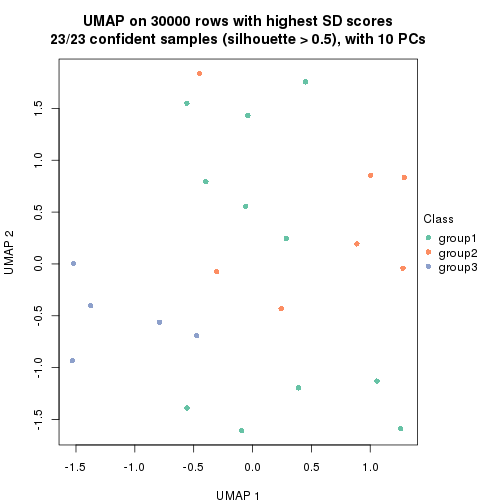 UMAP on 30000 rows with highest SD scores
23/23 confident samples (silhouette > 0.5), with 10 PCs
1.5
1.0
0.5
0.0
-0.5
-1.0
-1.5
UMAP 2
Class
group1
group2
group3
-1.5 -1.0 -0.5 0.0 0.5 1.0
UMAP 1